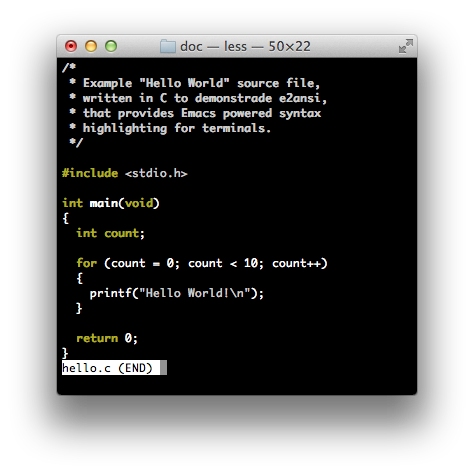 doc — less — 50×22
/*
 * Example "Hello World" source file,
 * written in C to demonstrade e2ansi,
 * that provides Emacs powered syntax
 * highlighting for terminals.
 */
#include <stdio.h>
int main(void)
{
  int count;
  for (count = 0; count < 10; count++)
  {
    printf("Hello World!\n");
  }
  return 0;
}
hello.c (END)